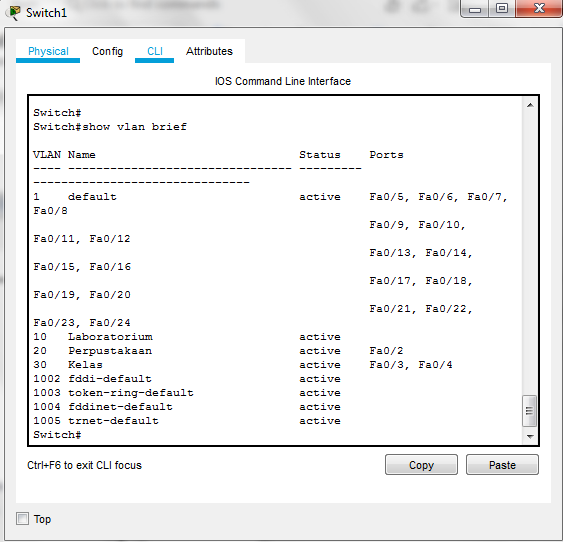 Switch1
Physical Config CLI Attributes
IOS Command Line Interface
Switch#
Switch#show vlan brief
VLAN Name Status Ports
---- -------------------------------- ---------
-------------------------------
1 default active Fa0/5, Fa0/6, Fa0/7,
Fa0/8
Fa0/9, Fa0/10,
Fa0/11, Fa0/12
Fa0/13, Fa0/14,
Fa0/15, Fa0/16
Fa0/17, Fa0/18,
Fa0/19, Fa0/20
Fa0/21, Fa0/22,
Fa0/23, Fa0/24
10 Laboratorium active
20 Perpustakaan active Fa0/2
30 Kelas active Fa0/3, Fa0/4
1002 fddi-default active
1003 token-ring-default active
1004 fddinet-default active
1005 trnet-default active
Switch#
Ctrl+F6 to exit CLI focus
Copy Paste
Top